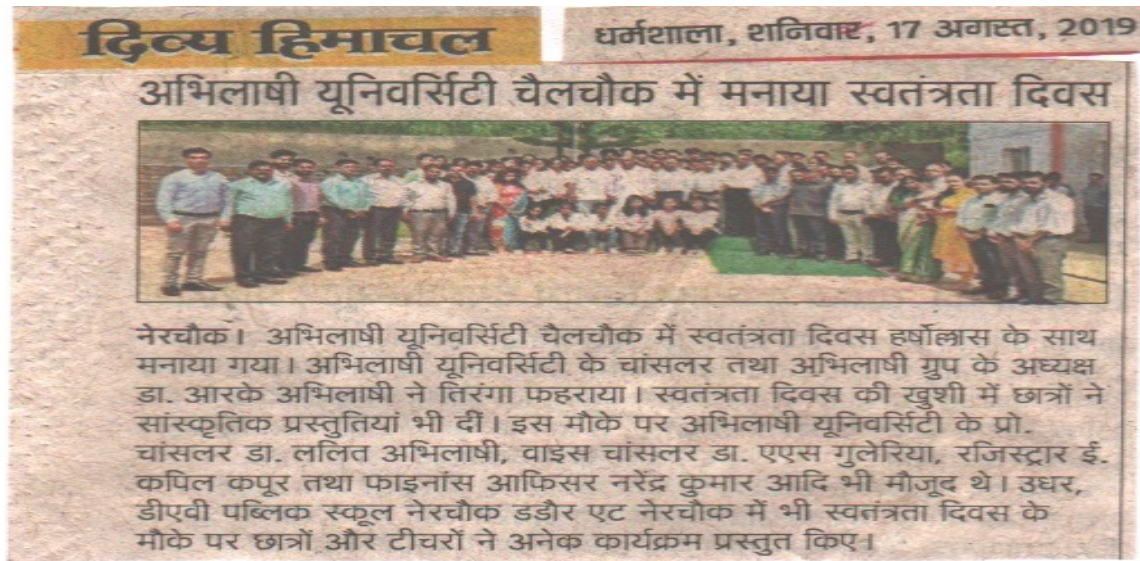 दिव्य हिमाचल
धर्मशाला, शनिवार, 17 अगस्त, 2019
अभिलाषी यूनिवर्सिटी चैलचौक में मनाया स्वतंत्रता दिवस
नेरचौक। अभिलाषी यूनिवर्सिटी चैलचौक में स्वतंत्रता दिवस हर्षोल्लास के साथ
मनाया गया। अभिलाषी यूनिवर्सिटी के चांसलर तथा अभिलाषी ग्रुप के अध्यक्ष
डा. आरके अभिलाषी ने तिरंगा फहराया। स्वतंत्रता दिवस की खुशी में छात्रों ने
सांस्कृतिक प्रस्तुतियां भी दीं। इस मौके पर अभिलाषी यूनिवर्सिटी के प्रो.
चांसलर डा. ललित अभिलाषी, वाइस चांसलर डा. एएस गुलेरिया, रजिस्ट्रार ई.
कपिल कपूर तथा फाइनांस आफिसर नरेंद्र कुमार आदि भी मौजूद थे। उधर,
डीएवी पब्लिक स्कूल नेरचौक डडौर एट नेरचौक में भी स्वतंत्रता दिवस के
मौके पर छात्रों और टीचरों ने अनेक कार्यक्रम प्रस्तुत किए।